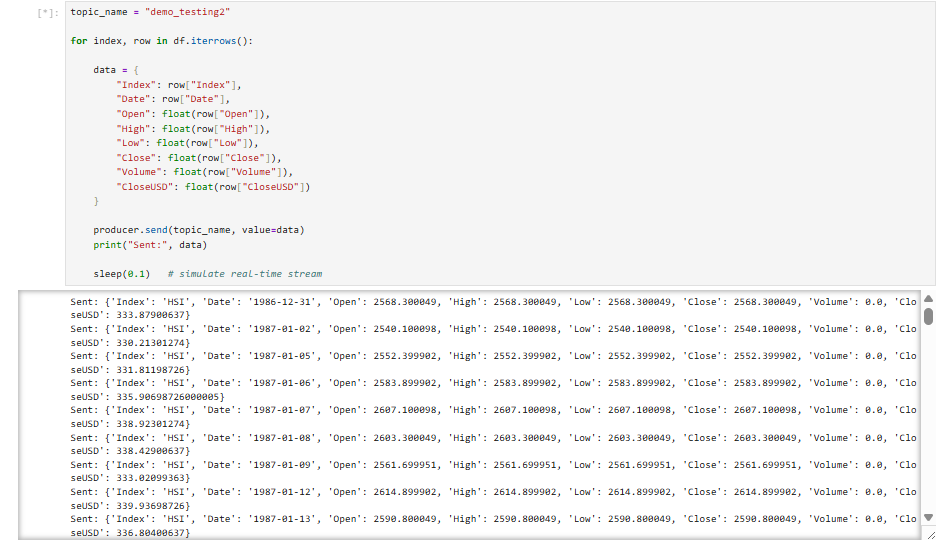 [*]: topic_name = "demo_testing2"
for index, row in df.iterrows():
data = {
"Index": row["Index"],
"Date": row["Date"],
"Open": float(row["Open"]),
"High": float(row["High"]),
"Low": float(row["Low"]),
"Close": float(row["Close"]),
"Volume": float(row["Volume"]),
"CloseUSD": float(row["CloseUSD"])
}
producer.send(topic_name, value=data)
print("Sent:", data)
sleep(0.1) # simulate real-time stream
Sent: {'Index': 'HSI', 'Date': '1986-12-31', 'Open': 2568.300049, 'High': 2568.300049, 'Low': 2568.300049, 'Close': 2568.300049, 'Volume': 0.0, 'Clo
seUSD': 333.87900637}
Sent: {'Index': 'HSI', 'Date': '1987-01-02', 'Open': 2540.100098, 'High': 2540.100098, 'Low': 2540.100098, 'Close': 2540.100098, 'Volume': 0.0, 'Clo
seUSD': 330.21301274}
Sent: {'Index': 'HSI', 'Date': '1987-01-05', 'Open': 2552.399902, 'High': 2552.399902, 'Low': 2552.399902, 'Close': 2552.399902, 'Volume': 0.0, 'Clo
seUSD': 331.81198726}
Sent: {'Index': 'HSI', 'Date': '1987-01-06', 'Open': 2583.899902, 'High': 2583.899902, 'Low': 2583.899902, 'Close': 2583.899902, 'Volume': 0.0, 'Clo
seUSD': 335.90698726000005}
Sent: {'Index': 'HSI', 'Date': '1987-01-07', 'Open': 2607.100098, 'High': 2607.100098, 'Low': 2607.100098, 'Close': 2607.100098, 'Volume': 0.0, 'Clo
seUSD': 338.92301274}
Sent: {'Index': 'HSI', 'Date': '1987-01-08', 'Open': 2603.300049, 'High': 2603.300049, 'Low': 2603.300049, 'Close': 2603.300049, 'Volume': 0.0, 'Clo
seUSD': 338.42900637}
Sent: {'Index': 'HSI', 'Date': '1987-01-09', 'Open': 2561.699951, 'High': 2561.699951, 'Low': 2561.699951, 'Close': 2561.699951, 'Volume': 0.0, 'Clo
seUSD': 333.02099363}
Sent: {'Index': 'HSI', 'Date': '1987-01-12', 'Open': 2614.899902, 'High': 2614.899902, 'Low': 2614.899902, 'Close': 2614.899902, 'Volume': 0.0, 'Clo
seUSD': 339.93698726}
Sent: {'Index': 'HSI', 'Date': '1987-01-13', 'Open': 2590.800049, 'High': 2590.800049, 'Low': 2590.800049, 'Close': 2590.800049, 'Volume': 0.0, 'Clo
seUSD': 336.80400637}